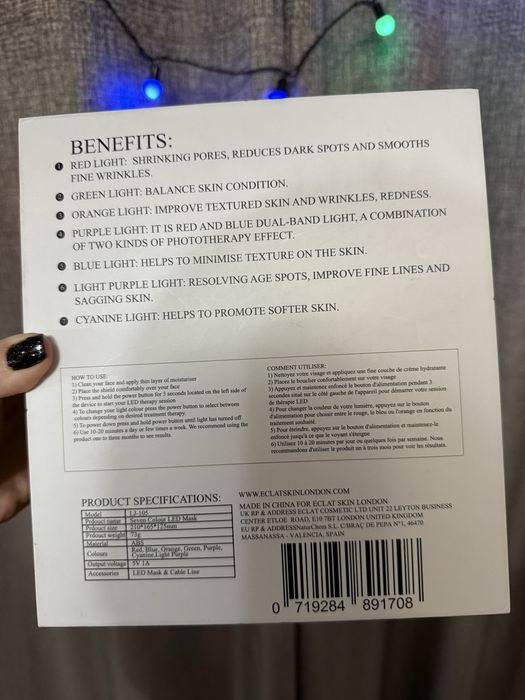 BENEFITS:
1 RED LIGHT: SHRINKING PORES, REDUCES DARK SPOTS AND SMOOTHS
FINE WRINKLES.
2 GREEN LIGHT: BALANCE SKIN CONDITION.
3 ORANGE LIGHT: IMPROVE TEXTURED SKIN AND WRINKLES, REDNESS.
4 PURPLE LIGHT: IT IS RED AND BLUE DUAL-BAND LIGHT, A COMBINATION
OF TWO KINDS OF PHOTOTHERAPY EFFECT.
5 BLUE LIGHT: HELPS TO MINIMISE TEXTURE ON THE SKIN.
6 LIGHT PURPLE LIGHT: RESOLVING AGE SPOTS, IMPROVE FINE LINES AND
SAGGING SKIN.
7 CYANINE LIGHT: HELPS TO PROMOTE SOFTER SKIN.
HOW TO USE:
1) Clean your face and apply thin layer of moisturiser
2) Place the shield comfortably over your face
3) Press and hold the power button for 3 seconds located on the left side of
the device to start your LED therapy session
4) To change your light colour press the power button to select between
colours depending on desired treatment therapy
5) To power down press and hold power button until light has turned off
6) Use 10-20 minutes a day or few times a week. We recommend using the
product one to three months to see results.
COMMENT UTILISER:
1) Nettoyez votre visage et appliquez une fine couche de crème hydratante
2) Placez le bouclier confortablement sur votre visage
3) Appuyez et maintenez enfoncé le bouton d'alimentation pendant 3
secondes situé sur le côté gauche de l'appareil pour démarrer votre session
de thérapie LED
4) Pour changer la couleur de votre lumière, appuyez sur le bouton
d'alimentation pour choisir entre le rouge, le bleu ou l'orange en fonction du
traitement souhaité.
5) Pour éteindre, appuyez sur le bouton d'alimentation et maintenez-le
enfoncé jusqu'à ce que le voyant s'éteigne
6) Utilisez 10 à 20 minutes par jour ou quelques fois par semaine. Nous
recommandons d'utiliser le produit un à trois mois pour voir les résultats.
PRODUCT SPECIFICATIONS:
Model LJ-105
Prdouct name Seven Colour LED Mask
Prdouct size 210*165*125mm
Prdouct weight 73g
Material ABS
Colours Red, Blue, Orange, Green, Purple,
Cyanine,Light Purple
Output voltage 5V 1A
Accessories LED Mask & Cable Line
WWW.ECLATSKINLONDON.COM
MADE IN CHINA FOR ECLAT SKIN LONDON
UK RP & ADDRESS ECLAT COSMETIC LTD UNIT 22 LEYTON BUSINESS
CENTER ETLOE ROAD, E10 7BT LONDON UNITED KINGDOM
EU RP & ADDRESS NaturChem S.L. C/BRAÇ DE PEPA Nº1, 46470
MASSANASSA - VALENCIA, SPAIN
0 719284 891708